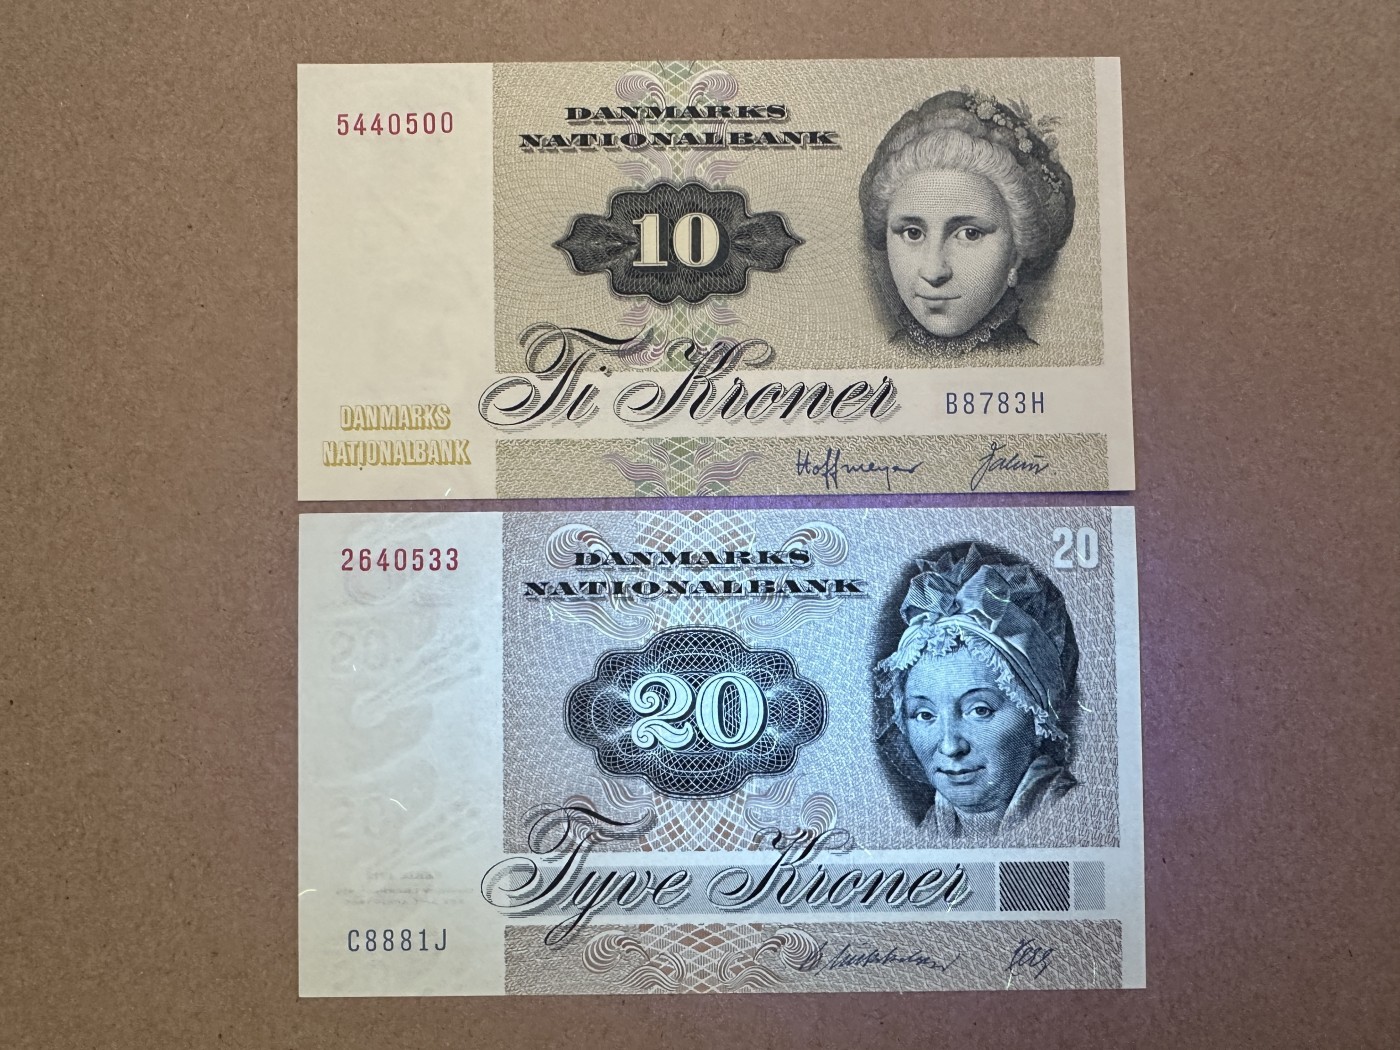 5440500
DANMARKS
NATIONALBANK
10
Ti Kroner
B8783H
DANMARKS
NATIONALBANK
Hoffmeyer
2640533
DANMARKS
NATIONALBANK
20
20
Tyve Kroner
C8881J